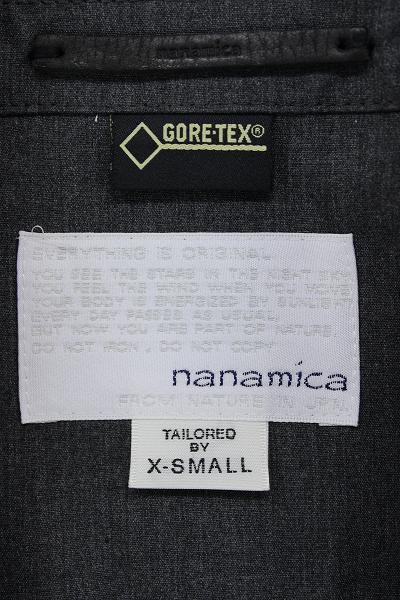 nanamica
GORE-TEX®
EVERYTHING IS ORIGINAL.
YOU SEE THE STARS IN THE NIGHT SKY.
YOU FEEL THE WIND WHEN YOU MOVE.
YOUR BODY IS ENERGIZED BY SUNLIGHT.
EVERY DAY PASSES AS USUAL,
BUT NOW YOU ARE PART OF NATURE.
DO NOT IRON, DO NOT COPY
nanamica
FROM NATURE IN JPN.
TAILORED
BY
X-SMALL